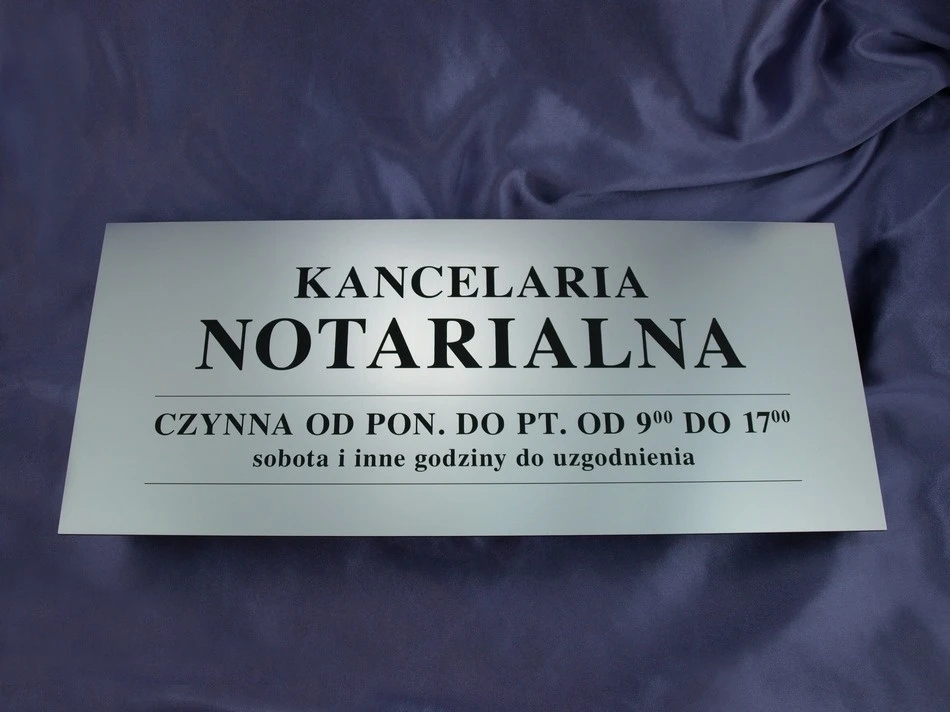 KANCELARIA
NOTARIALNA
CZYNNA OD PON. DO PT. OD 9⁰⁰ DO 17⁰⁰
sobota i inne godziny do uzgodnienia